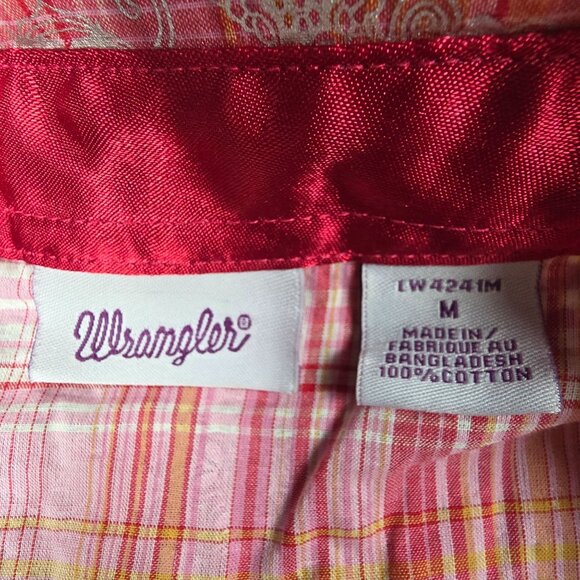 Wrangler®
LW4241M
M
MADE IN/
FABRIQUE AU
BANGLADESH
100% COTTON